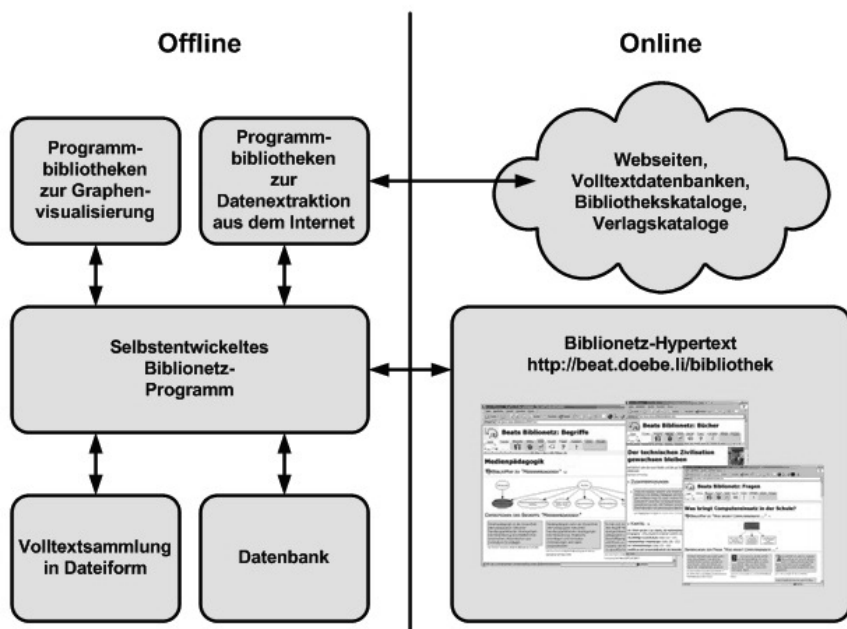 Offline
Online
Programm-
bibliotheken
zur Graphen-
visualisierung
Programm-
bibliotheken
zur
Datenextraktion
aus dem Internet
Webseiten,
Volltextdatenbanken,
Bibliothekskataloge,
Verlagskataloge
Selbstentwickeltes
Biblionetz-
Programm
Biblionetz-Hypertext
http://beat.doebe.li/bibliothek
Beats Biblionetz: Begriffe
Medienpädagogik
Beats Biblionetz: Bücher
Der technischen Zivilisation
gewachsen bleiben
Beats Biblionetz: Fragen
Was bringt Computereinsatz in der Schule?
Volltextsammlung
in Dateiform
Datenbank